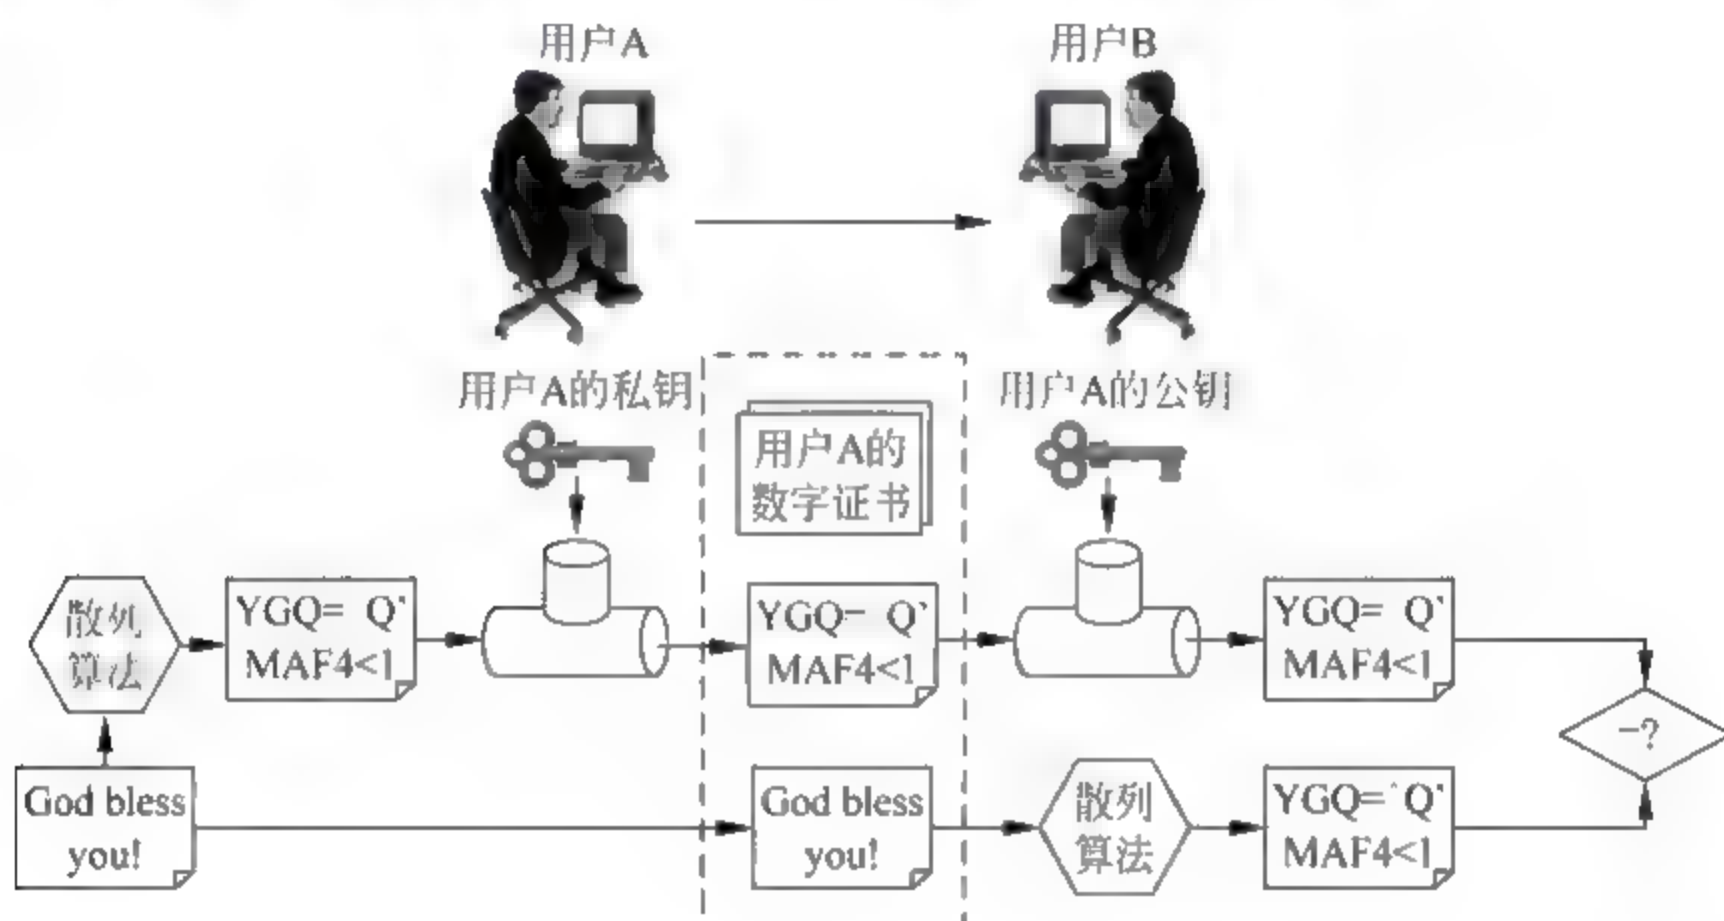 用户A
用户B
用户A的私钥
用户A的公钥
用户A的
数字证书
散列
算法
YGQ= Q'
MAF4<1
YGQ= Q'
MAF4<1
YGQ= Q'
MAF4<1
=?
God bless
you!
God bless
you!
散列
算法
YGQ= Q'
MAF4<1